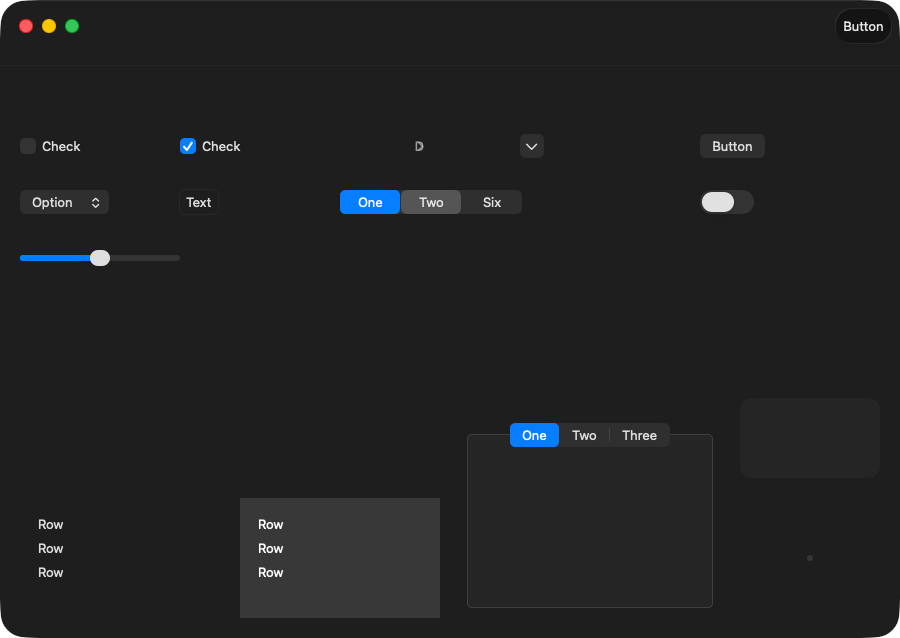 Button
Check
Check
Button
Option
Text
One
Two
Six
One
Two
Three
Row
Row
Row
Row
Row
Row